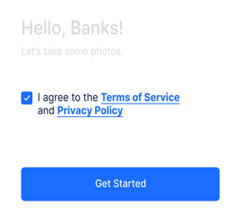 Hello, Banks!
Let's take some photos.
I agree to the Terms of Service
and Privacy Policy
Get Started